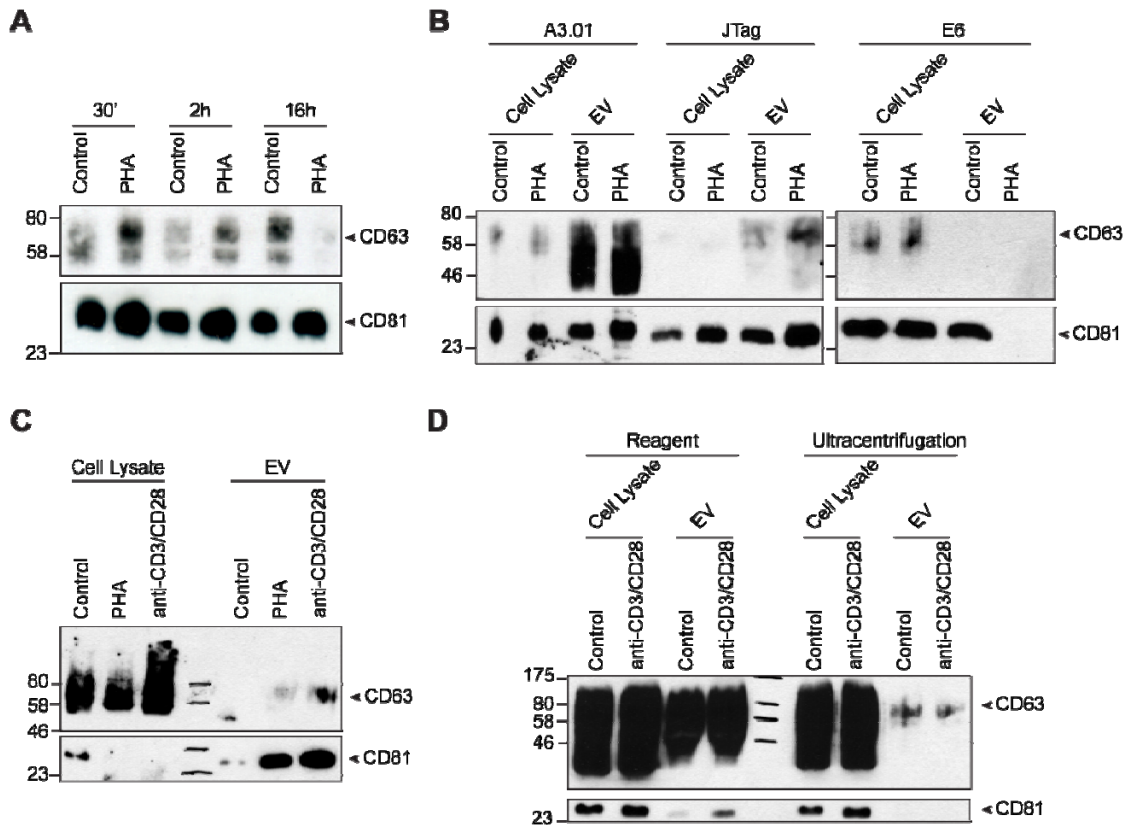 A
30' 2h 16h
Control PHA Control PHA Control PHA
80
CD63
58
CD81
23
B
A3.01 JTag E6
Cell Lysate EV Cell Lysate EV Cell Lysate EV
Control PHA Control PHA Control PHA Control PHA Control PHA Control PHA
80
CD63
58
46
CD81
23
C
Cell Lysate EV
Control PHA anti-CD3/CD28 Control PHA anti-CD3/CD28
80
CD63
58
46
CD81
23
D
Reagent Ultracentrifugation
Cell Lysate EV Cell Lysate EV
Control anti-CD3/CD28 Control anti-CD3/CD28 Control anti-CD3/CD28 Control anti-CD3/CD28
175
80
CD63
58
46
CD81
23